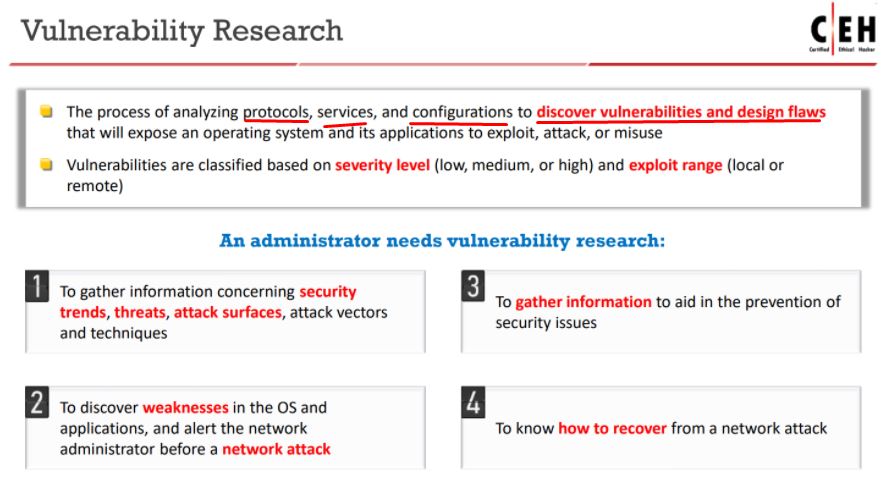 Vulnerability Research
C|EH
Certified Ethical Hacker
The process of analyzing protocols, services, and configurations to discover vulnerabilities and design flaws
that will expose an operating system and its applications to exploit, attack, or misuse
Vulnerabilities are classified based on severity level (low, medium, or high) and exploit range (local or
remote)
An administrator needs vulnerability research:
1
To gather information concerning security
trends, threats, attack surfaces, attack vectors
and techniques
2
To discover weaknesses in the OS and
applications, and alert the network
administrator before a network attack
3
To gather information to aid in the prevention of
security issues
4
To know how to recover from a network attack